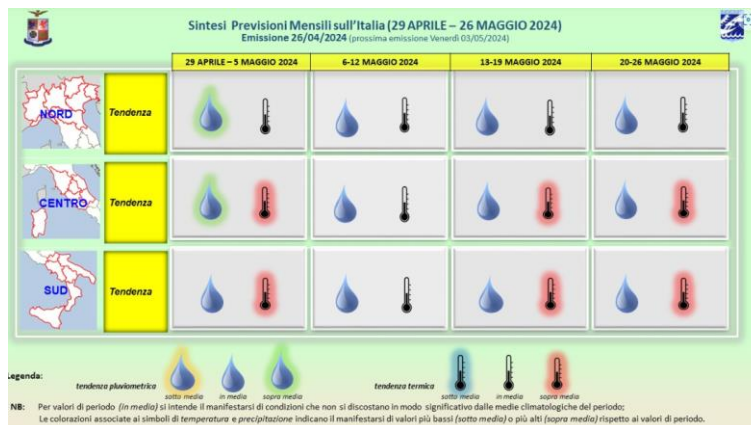 Sintesi Previsioni Mensili sull'Italia (29 APRILE – 26 MAGGIO 2024)
Emissione 26/04/2024 (prossima emissione Venerdì 03/05/2024)
29 APRILE – 5 MAGGIO 2024 6-12 MAGGIO 2024 13-19 MAGGIO 2024 20-26 MAGGIO 2024
NORD Tendenza
CENTRO Tendenza
SUD Tendenza
Legenda:
tendenza pluviometrica tendenza termica
sotto media in media sopra media sotto media in media sopra media
NB: Per valori di periodo (in media) si intende il manifestarsi di condizioni che non si discostano in modo significativo dalle medie climatologiche del periodo;
Le colorazioni associate ai simboli di temperatura e precipitazione indicano il manifestarsi di valori più bassi (sotto media) o più alti (sopra media) rispetto ai valori di periodo.